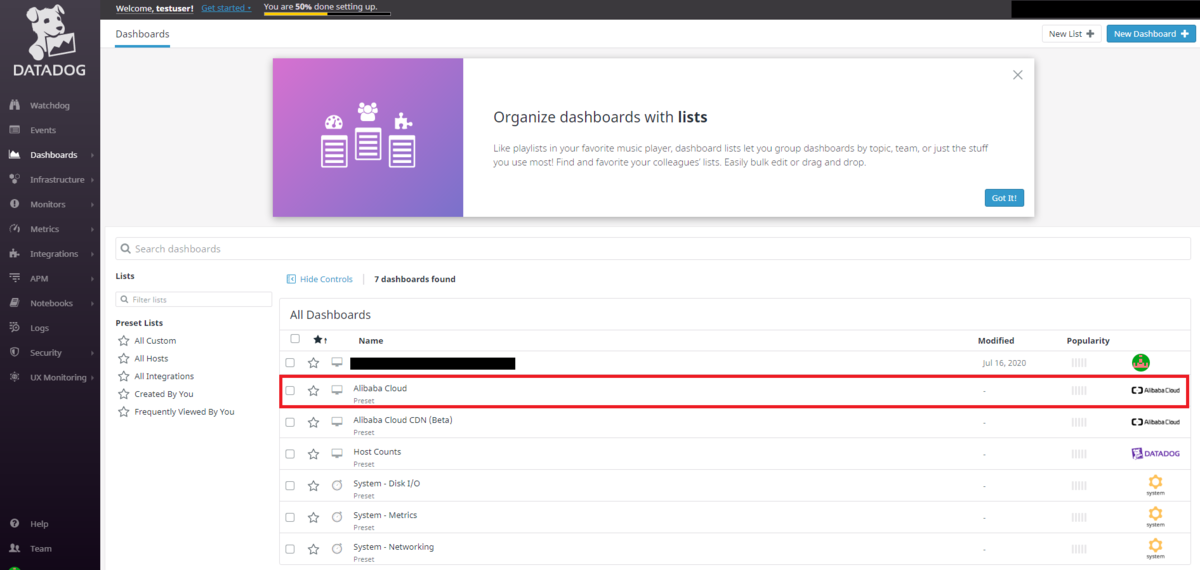 Welcome, testuser!
Get started
You are 50% done setting up.
DATADOG
Watchdog
Events
Dashboards
Infrastructure
Monitors
Metrics
Integrations
APM
Notebooks
Logs
Security
UX Monitoring
Help
Team
Dashboards
New List +
New Dashboard +
Organize dashboards with lists
Like playlists in your favorite music player, dashboard lists let you group dashboards by topic, team, or just the stuff
you use most! Find and favorite your colleagues' lists. Easily bulk edit or drag and drop.
Got It!
Search dashboards
Lists
Filter lists
Preset Lists
All Custom
All Hosts
All Integrations
Created By You
Frequently Viewed By You
Hide Controls
7 dashboards found
All Dashboards
Name Modified Popularity
Jul 16, 2020
Alibaba Cloud - Alibaba Cloud
Preset
Alibaba Cloud CDN (Beta) - Alibaba Cloud
Preset
Host Counts - DATADOG
Preset
System - Disk I/O -
Preset system
System - Metrics -
Preset system
System - Networking -
Preset system